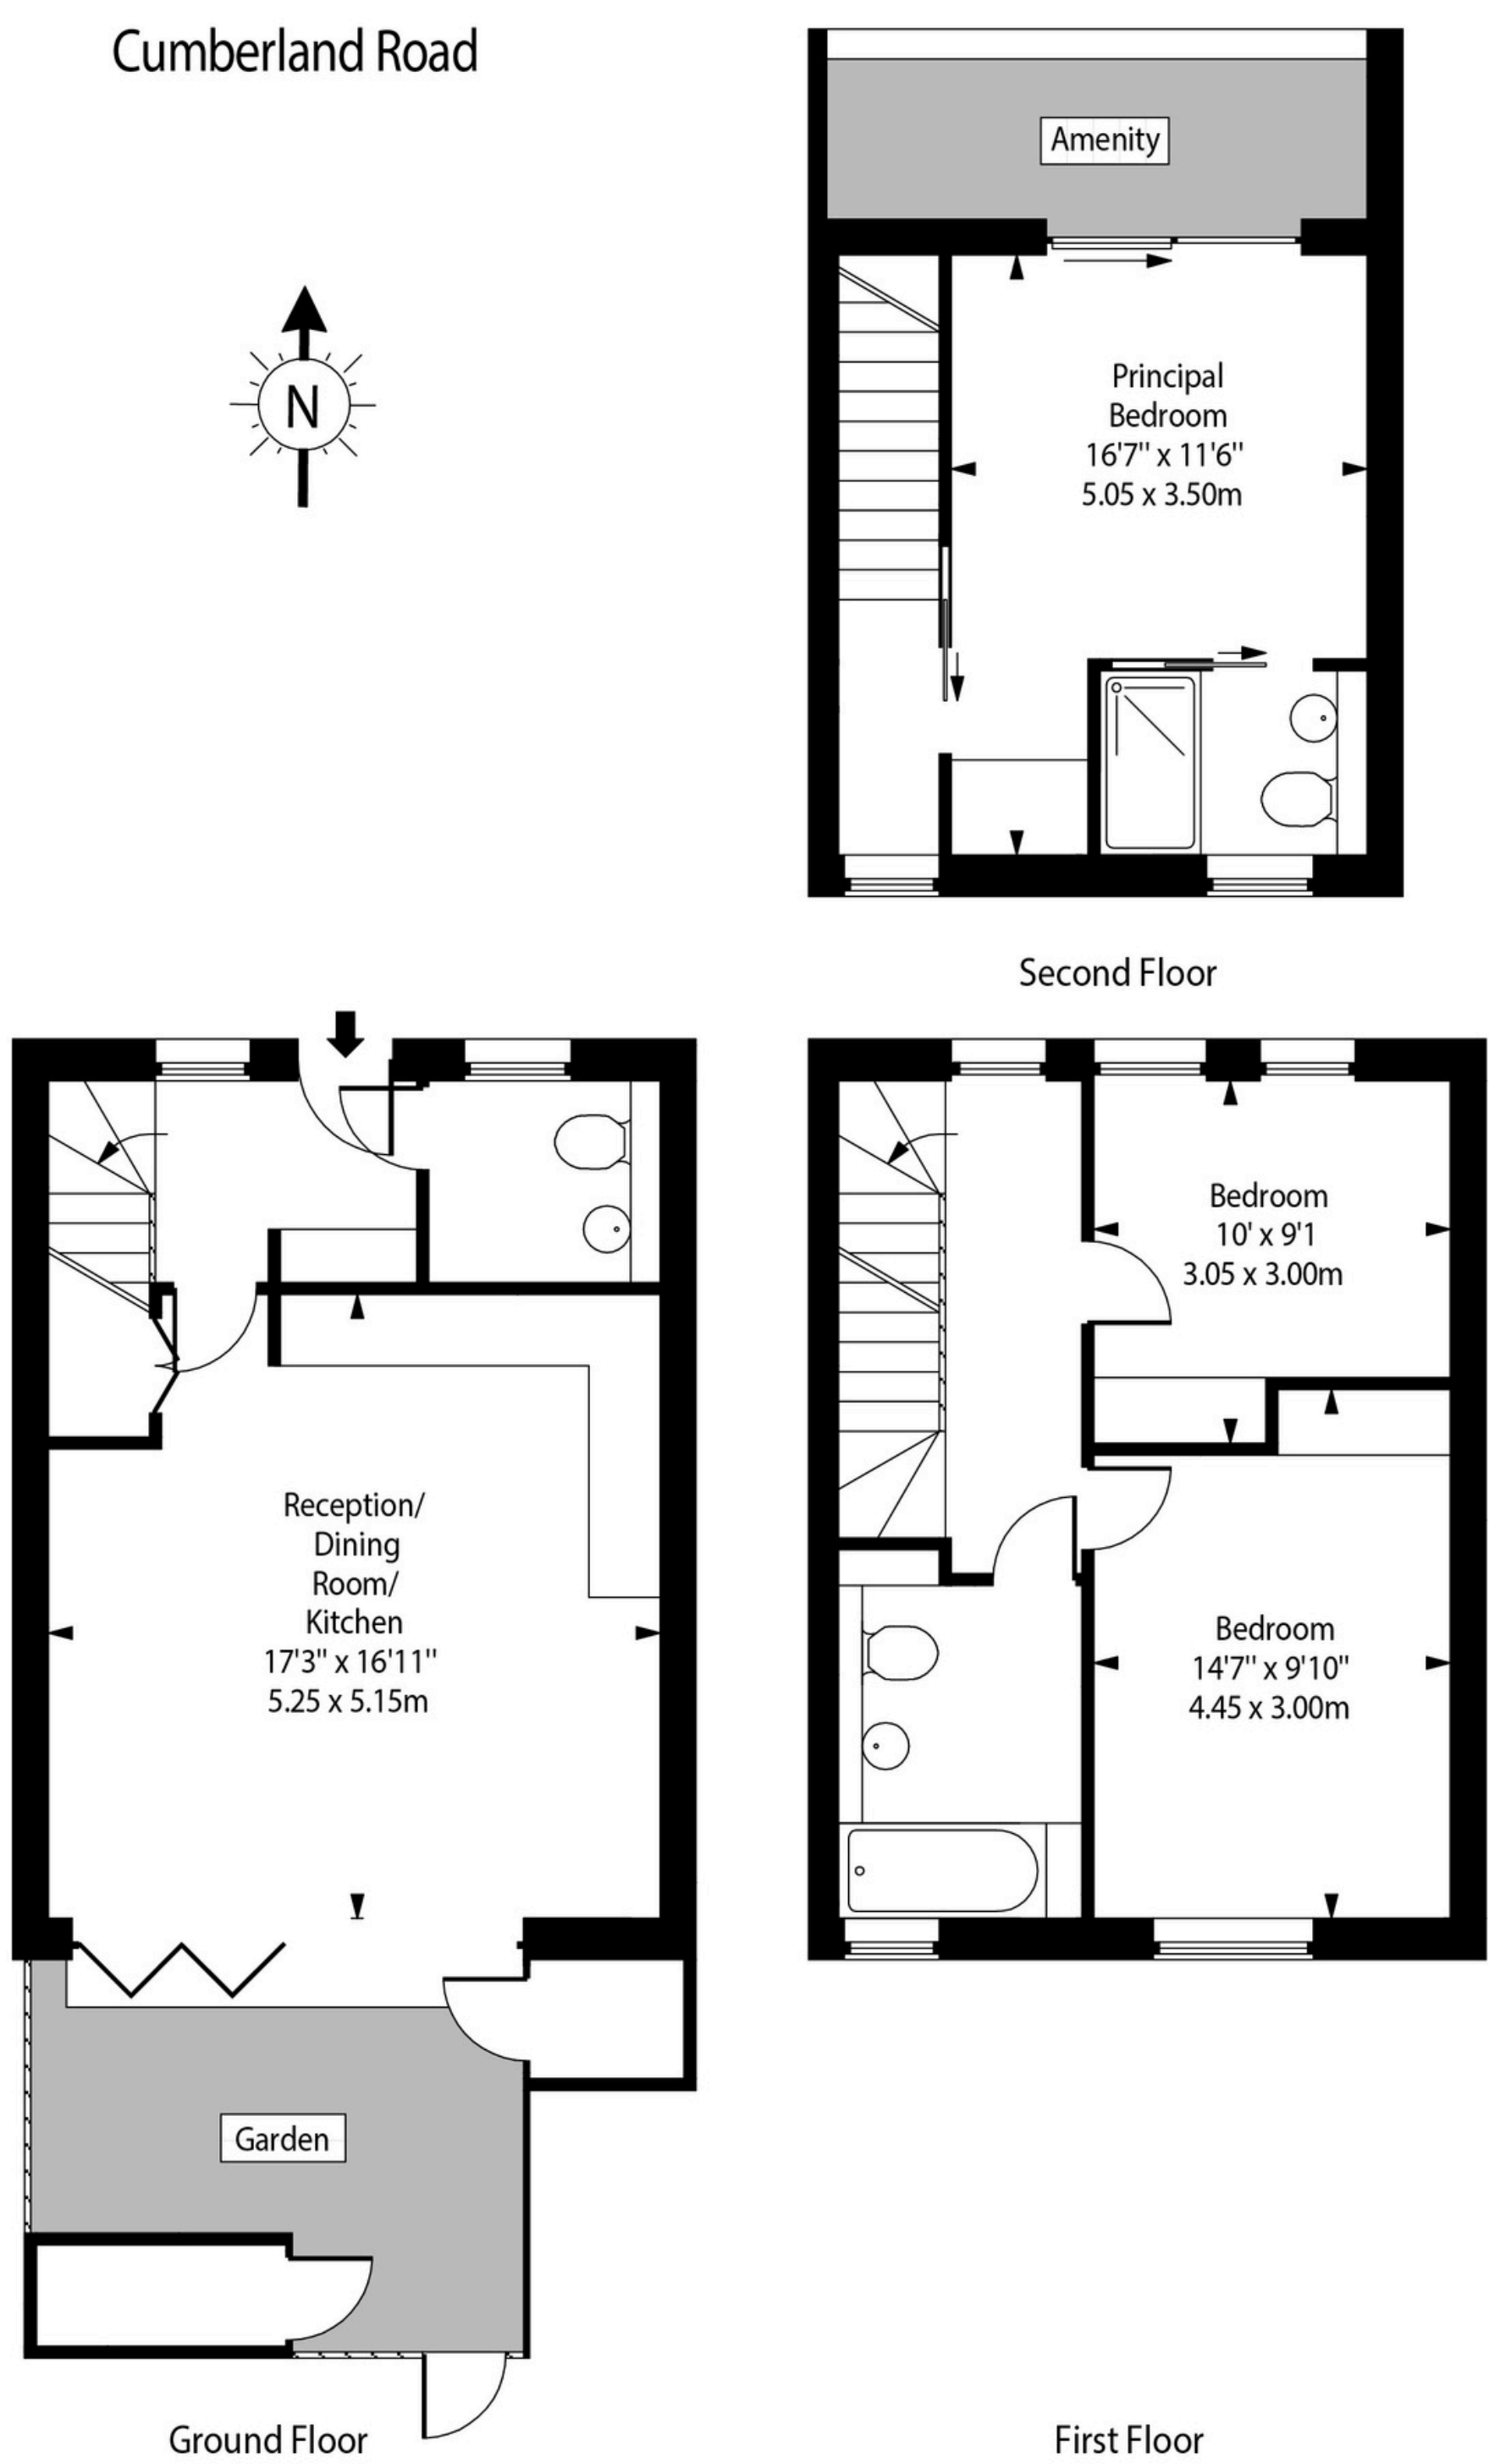 Cumberland Road
N
Amenity
Principal
Bedroom
16'7" x 11'6"
5.05 x 3.50m
Second Floor
Reception/
Dining
Room/
Kitchen
17'3" x 16'11"
5.25 x 5.15m
Garden
Ground Floor
Bedroom
10' x 9'1
3.05 x 3.00m
Bedroom
14'7" x 9'10"
4.45 x 3.00m
First Floor